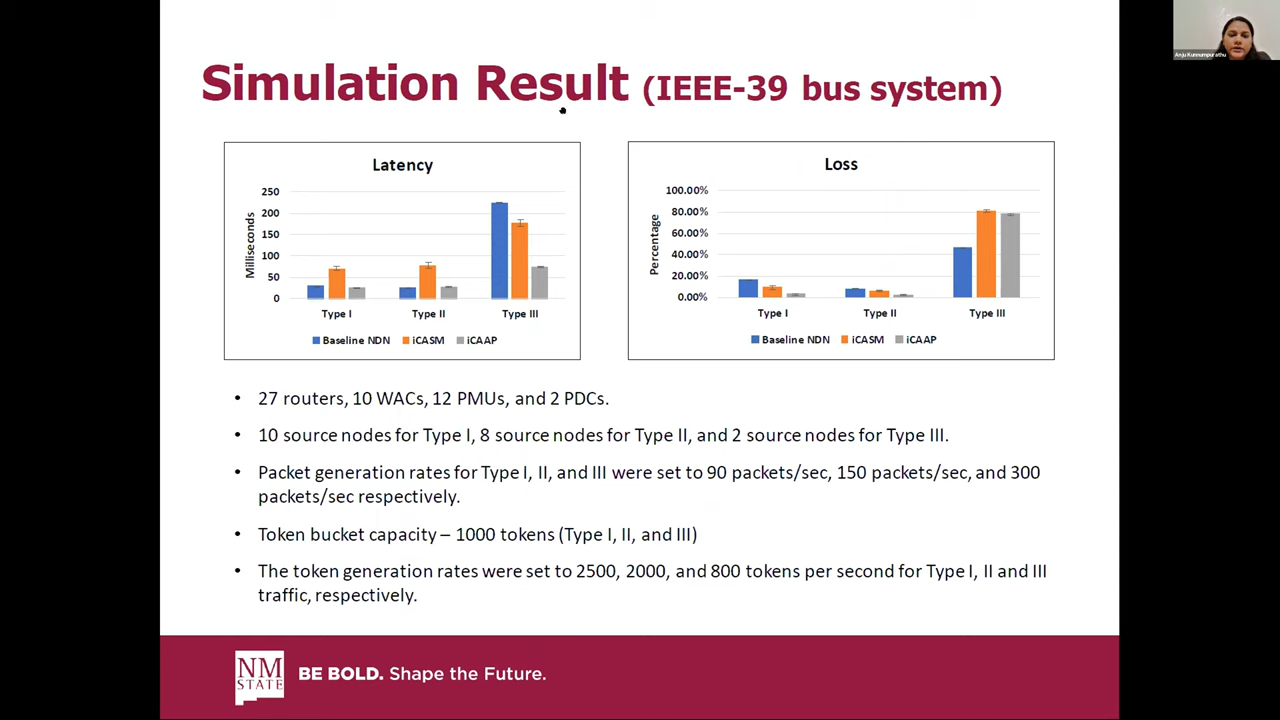 Anju Kunnumpurathu
Simulation Result (IEEE-39 bus system)
Latency
250
200
150
100
50
0
Milliseconds
Type I Type II Type III
Baseline NDN iCASM iCAAP
Loss
100.00%
80.00%
60.00%
40.00%
20.00%
0.00%
Percentage
Type I Type II Type III
Baseline NDN iCASM iCAAP
• 27 routers, 10 WACs, 12 PMUs, and 2 PDCs.
• 10 source nodes for Type I, 8 source nodes for Type II, and 2 source nodes for Type III.
• Packet generation rates for Type I, II, and III were set to 90 packets/sec, 150 packets/sec, and 300
packets/sec respectively.
• Token bucket capacity – 1000 tokens (Type I, II, and III)
• The token generation rates were set to 2500, 2000, and 800 tokens per second for Type I, II and III
traffic, respectively.
NM
STATE
BE BOLD. Shape the Future.